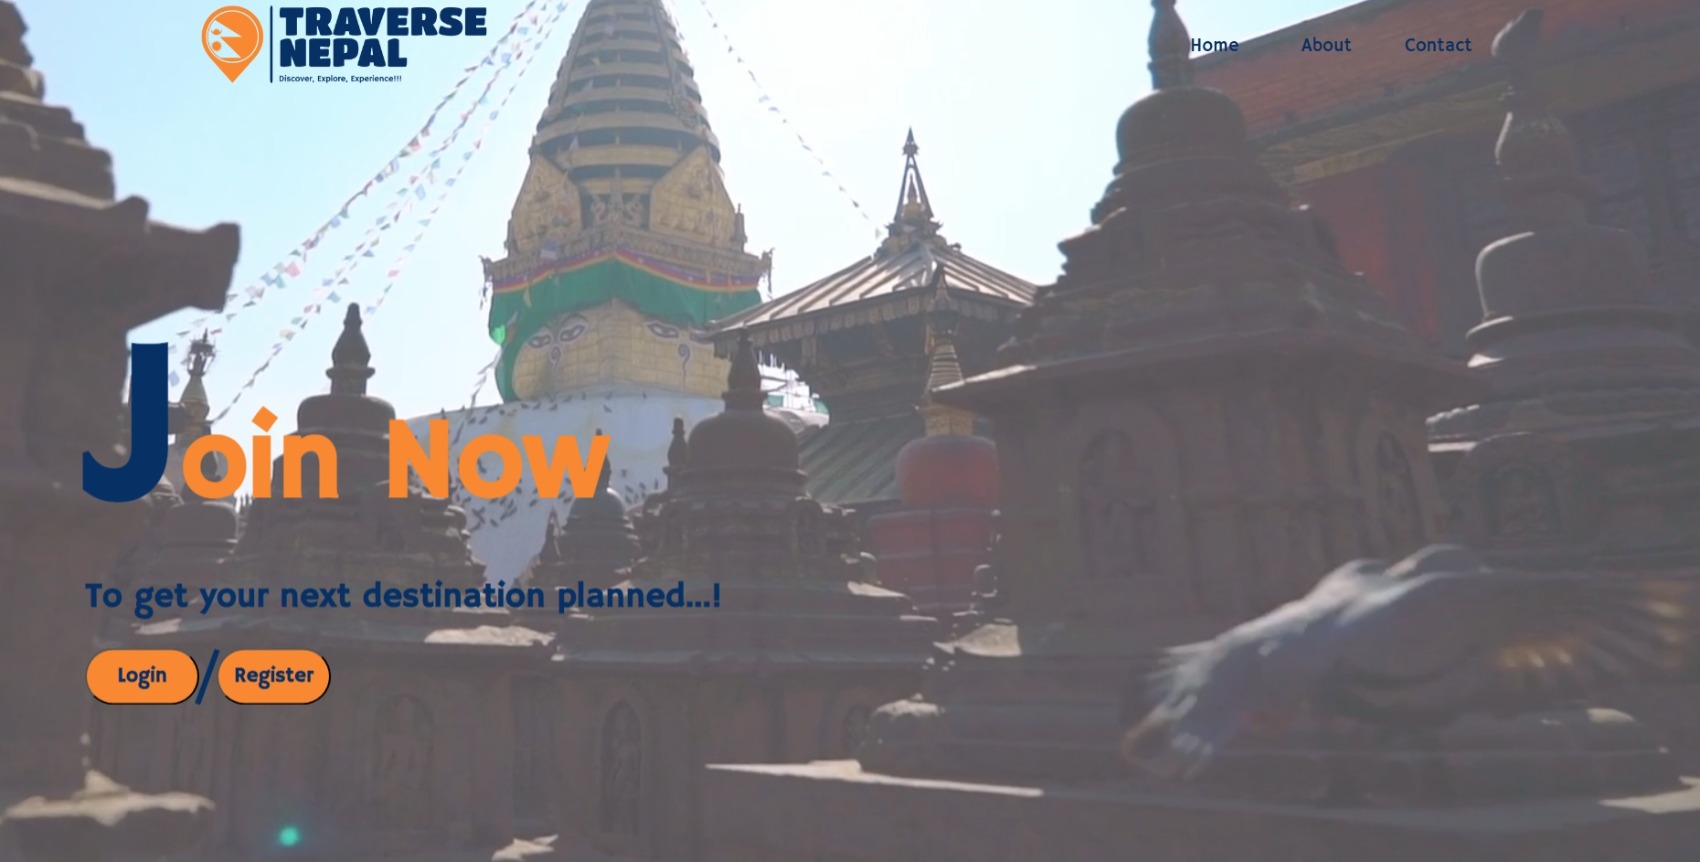 TRAVERSE
NEPAL
Discover, Explore, Experience!!!
Home About Contact
Join Now
To get your next destination planned...!
Login / Register